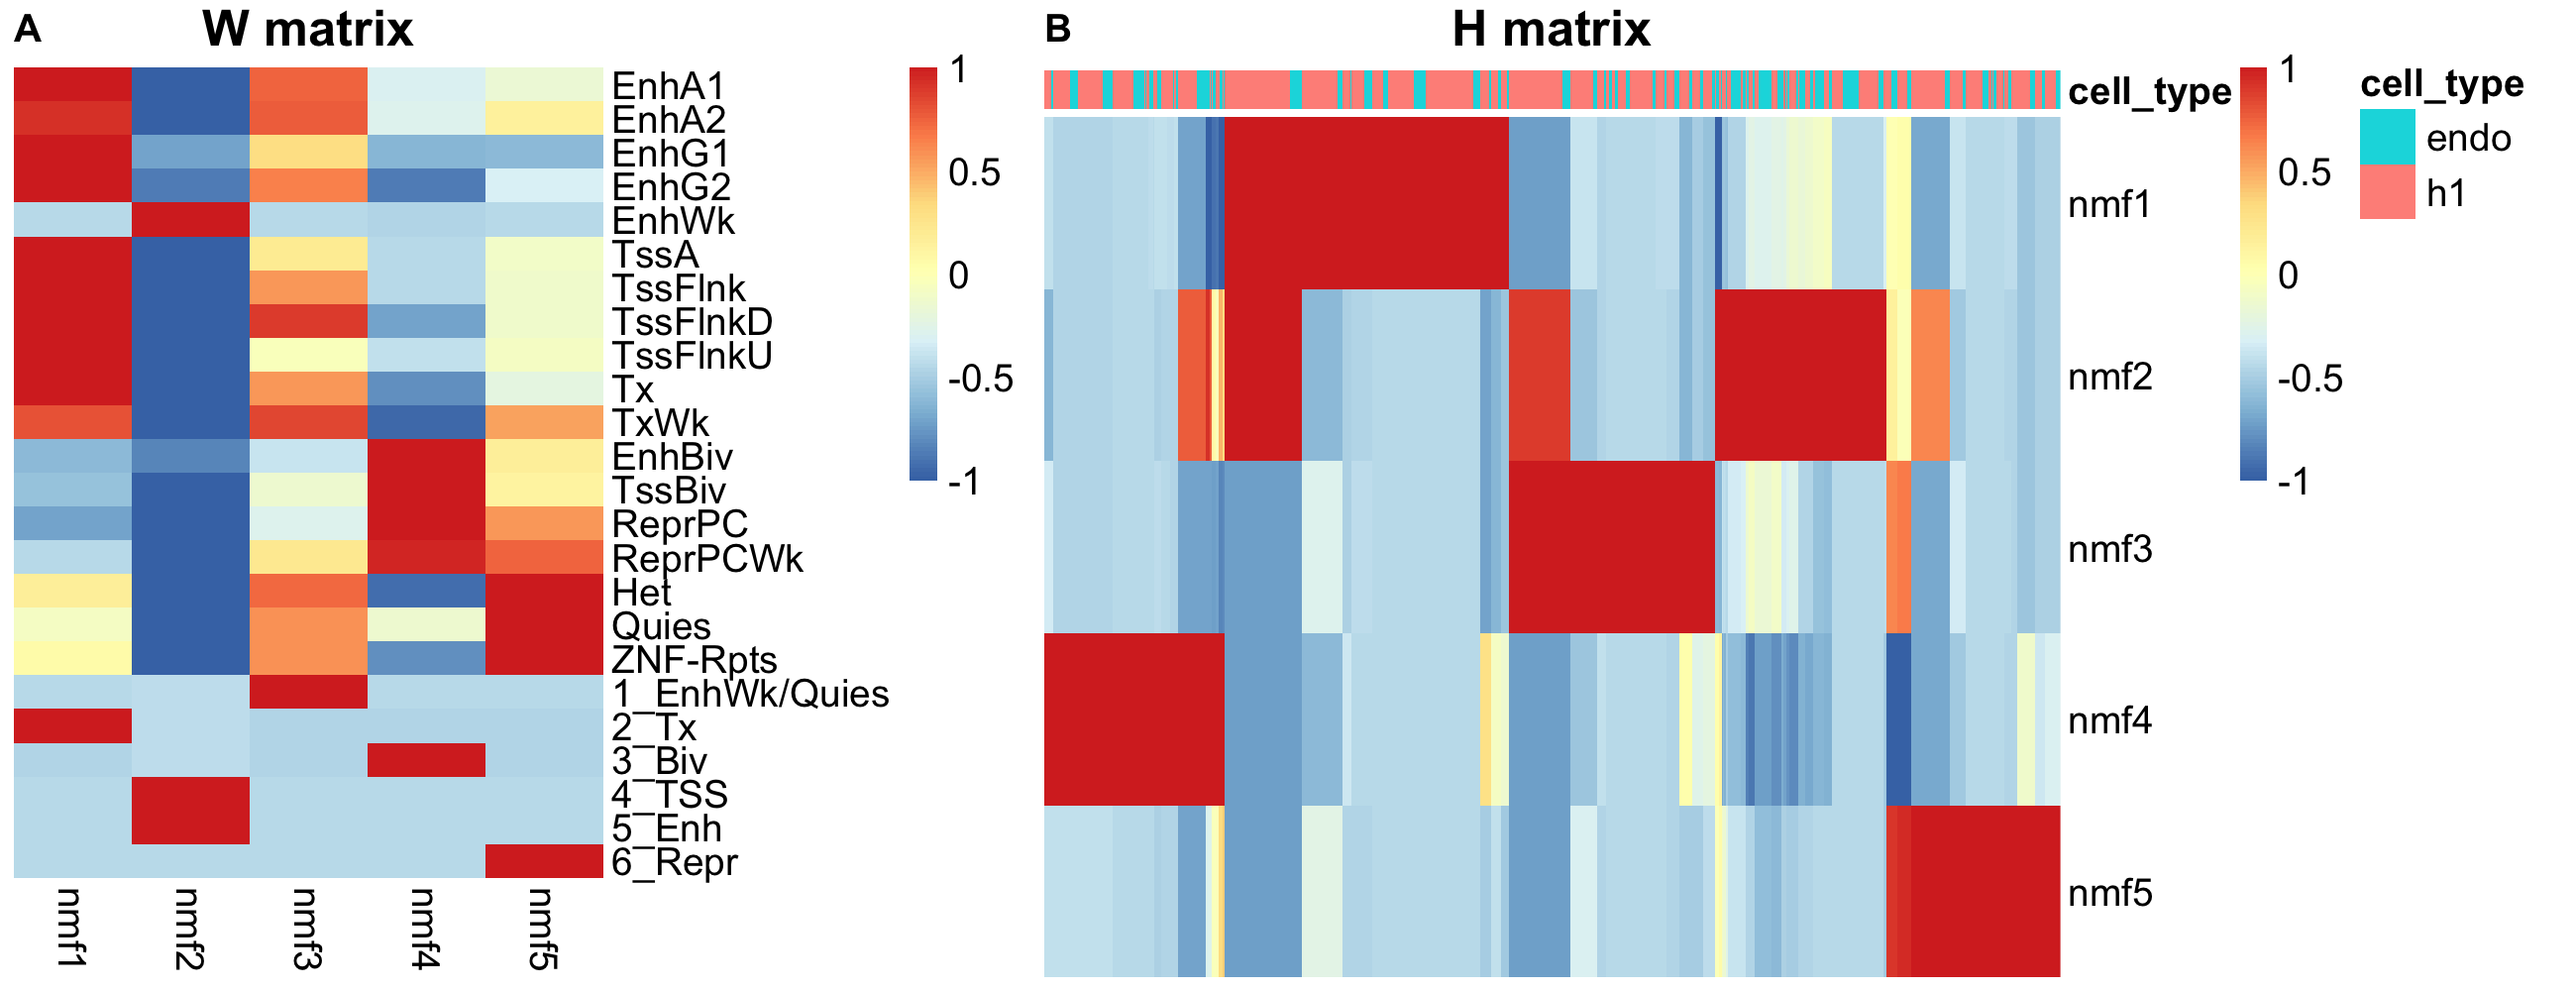 A
W matrix
EnhA1
EnhA2
EnhG1
EnhG2
EnhWk
TssA
TssFlnk
TssFlnkD
TssFlnkU
Tx
TxWk
EnhBiv
TssBiv
ReprPC
ReprPCWk
Het
Quies
ZNF-Rpts
1_EnhWk/Quies
2_Tx
3_Biv
4_TSS
5_Enh
6_Repr
nmf1
nmf2
nmf3
nmf4
nmf5
1
0.5
0
-0.5
-1
B
H matrix
cell_type
nmf1
nmf2
nmf3
nmf4
nmf5
1
0.5
0
-0.5
-1
cell_type
endo
h1